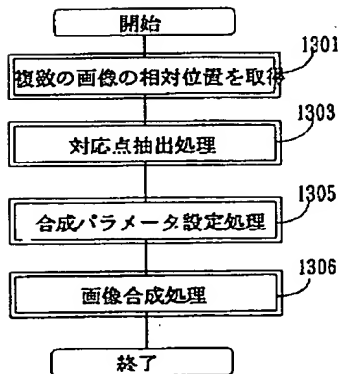 開始
1301
複数の画像の相対位置を取得
1303
対応点抽出処理
1305
合成パラメータ設定処理
1306
画像合成処理
終了